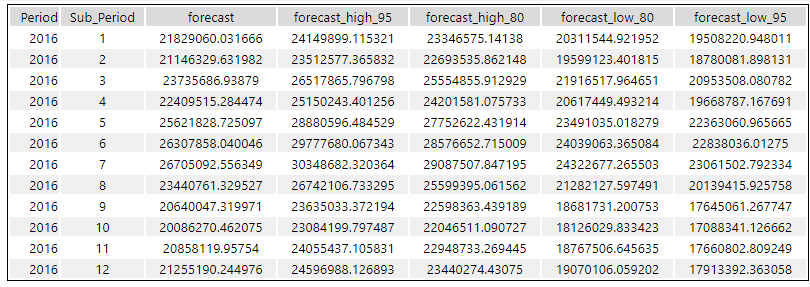 Period Sub_Period forecast forecast_high_95 forecast_high_80 forecast_low_80 forecast_low_95
2016 1 21829060.031666 24149899.115321 23346575.14138 20311544.921952 19508220.948011
2016 2 21146329.631982 23512577.365832 22693535.862148 19599123.401815 18780081.898131
2016 3 23735686.93879 26517865.796798 25554855.912929 21916517.964651 20953508.080782
2016 4 22409515.284474 25150243.401256 24201581.075733 20617449.493214 19668787.167691
2016 5 25621828.725097 28880596.484529 27752622.431914 23491035.018279 22363060.965665
2016 6 26307858.040046 29777680.067343 28576652.715009 24039063.365084 22838036.01275
2016 7 26705092.556349 30348682.320364 29087507.847195 24322677.265503 23061502.792334
2016 8 23440761.329527 26742106.733295 25599395.061562 21282127.597491 20139415.925758
2016 9 20640047.319971 23635033.372194 22598363.439189 18681731.200753 17645061.267747
2016 10 20086270.462075 23084199.797487 22046511.090727 18126029.833423 17088341.126662
2016 11 20858119.95754 24055437.105831 22948733.269445 18767506.645635 17660802.809249
2016 12 21255190.244976 24596988.126893 23440274.43075 19070106.059202 17913392.363058